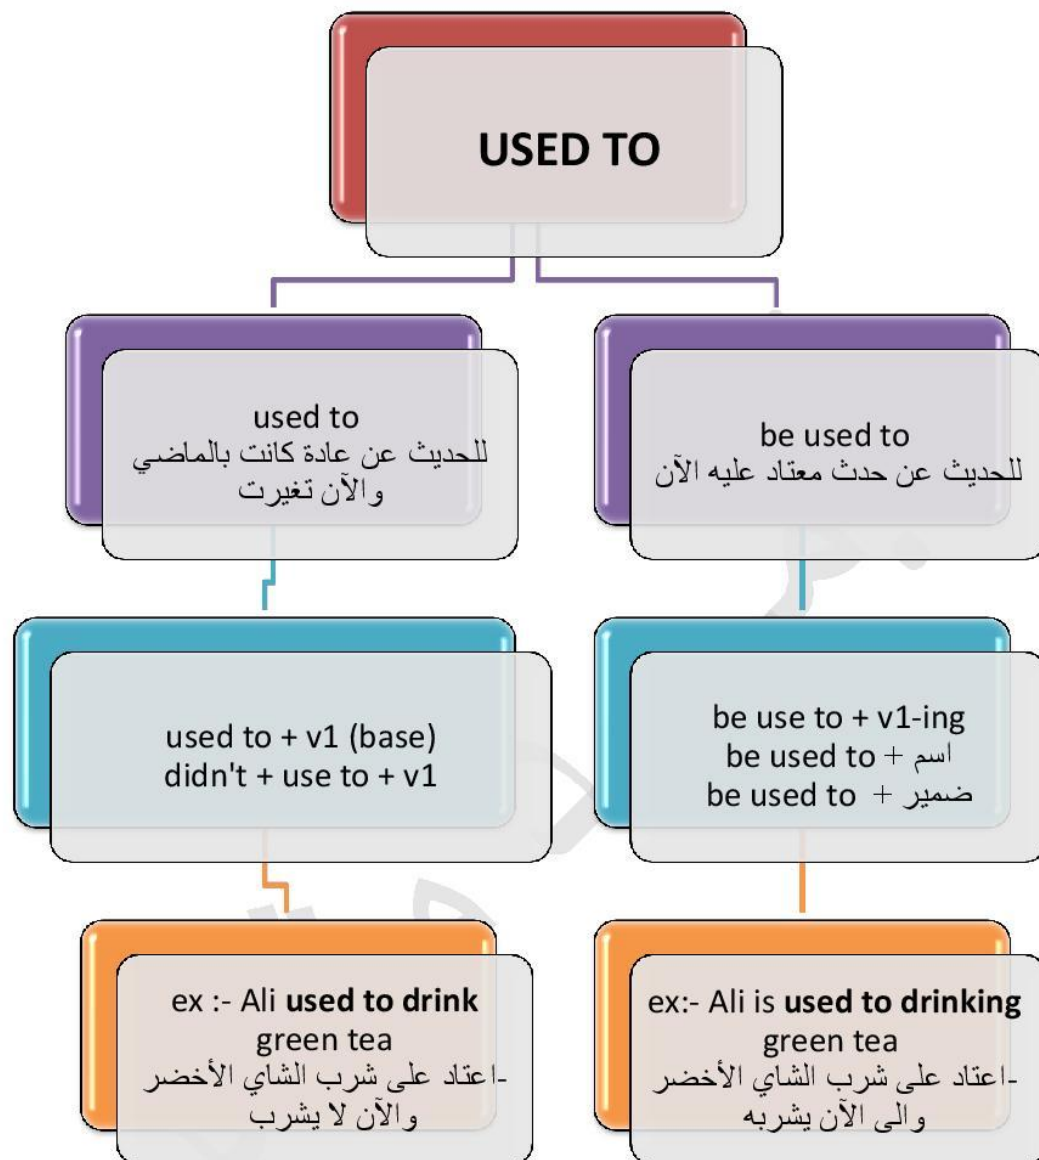 USED TO
used to
للحديث عن عادة كانت بالماضي
والآن تغيرت
be used to
للحديث عن حدث معتاد عليه الآن
used to + v1 (base)
didn't + use to + v1
be use to + v1-ing
be used to + اسم
be used to + ضمير
ex :- Ali used to drink
green tea
-اعتاد على شرب الشاي الأخضر
والآن لا يشرب
ex:- Ali is used to drinking
green tea
-اعتاد على شرب الشاي الأخضر
والى الآن يشربه